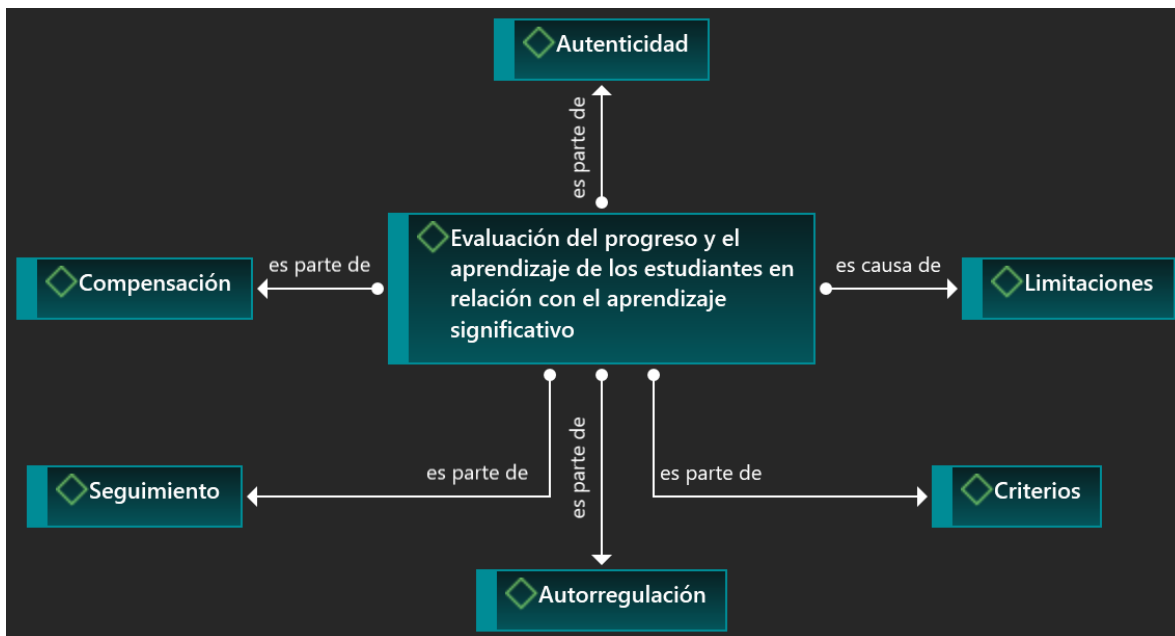 Autenticidad
es parte de
Evaluación del progreso y el
aprendizaje de los estudiantes en
relación con el aprendizaje
significativo
Compensación
es parte de
es causa de
Limitaciones
Seguimiento
es parte de
es parte de
es parte de
Criterios
Autorregulación